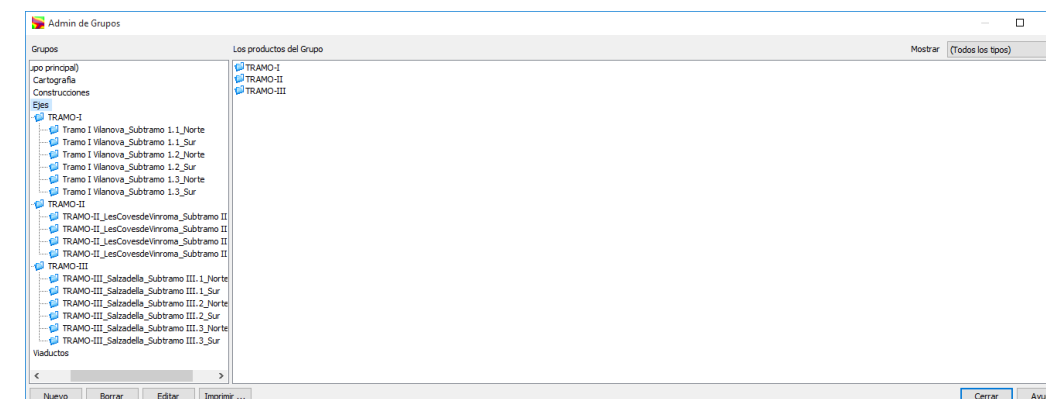 Admin de Grupos
Grupos
Los productos del Grupo
Mostrar
(Todos los tipos)
upo principal)
Cartografia
Construcciones
Ejes
TRAMO-I
Tramo I Vilanova_Subtramo 1.1_Norte
Tramo I Vilanova_Subtramo 1.1_Sur
Tramo I Vilanova_Subtramo 1.2_Norte
Tramo I Vilanova_Subtramo 1.2_Sur
Tramo I Vilanova_Subtramo 1.3_Norte
Tramo I Vilanova_Subtramo 1.3_Sur
TRAMO-II
TRAMO-II_LesCovesdeVinroma_Subtramo II
TRAMO-II_LesCovesdeVinroma_Subtramo II
TRAMO-II_LesCovesdeVinroma_Subtramo II
TRAMO-II_LesCovesdeVinroma_Subtramo II
TRAMO-III
TRAMO-III_Salzadella_Subtramo III.1_Norte
TRAMO-III_Salzadella_Subtramo III.1_Sur
TRAMO-III_Salzadella_Subtramo III.2_Norte
TRAMO-III_Salzadella_Subtramo III.2_Sur
TRAMO-III_Salzadella_Subtramo III.3_Norte
TRAMO-III_Salzadella_Subtramo III.3_Sur
Viaductos
TRAMO-I
TRAMO-II
TRAMO-III
Nuevo
Borrar
Editar
Imprimir ...
Cerrar
Ayu